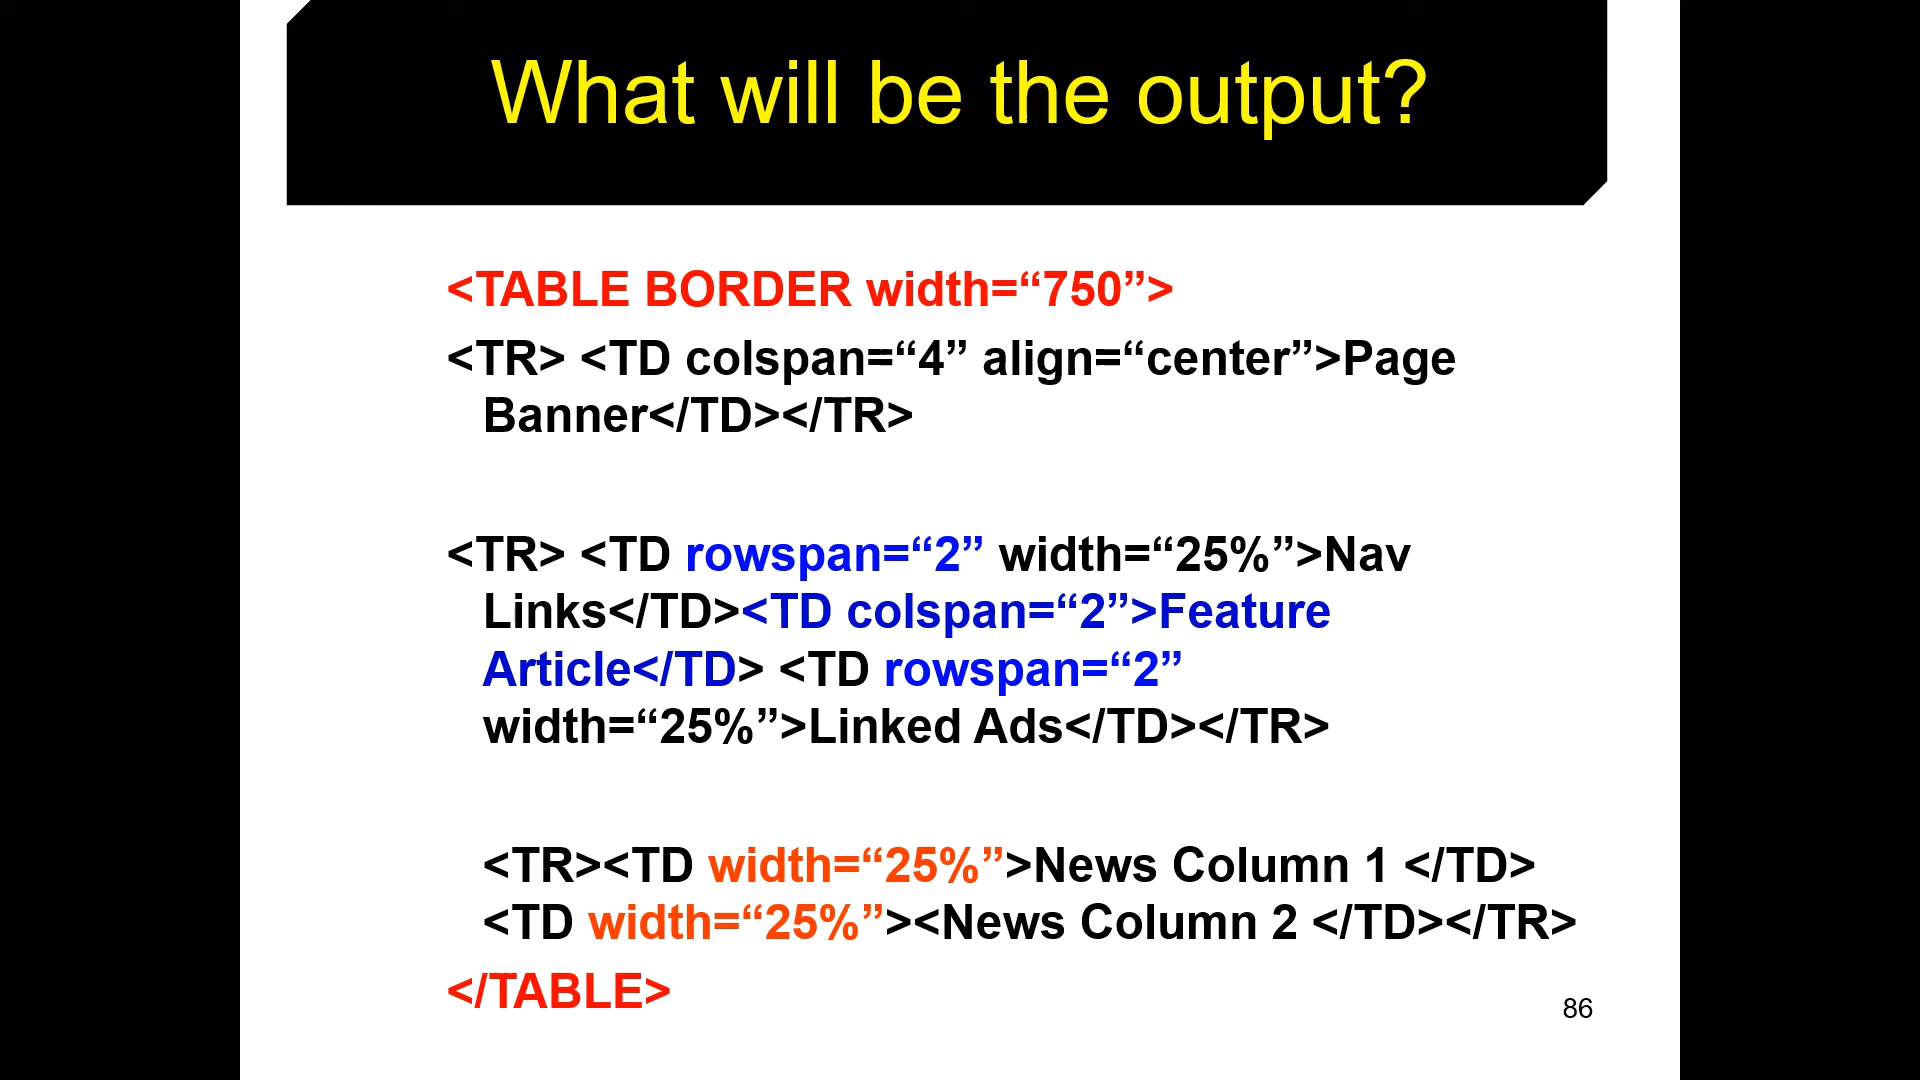 What will be the output?
<TABLE BORDER width=“750”>
<TR> <TD colspan=“4” align=“center”>Page
Banner</TD></TR>
<TR> <TD rowspan=“2” width=“25%”>Nav
Links</TD><TD colspan=“2”>Feature
Article</TD> <TD rowspan=“2”
width=“25%”>Linked Ads</TD></TR>
<TR><TD width=“25%”>News Column 1 </TD>
<TD width=“25%”><News Column 2 </TD></TR>
</TABLE>
86